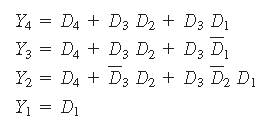 Y₄ = D₄ + D₃ D₂ + D₃ D₁
Y₃ = D₄ + D₃ D₂ + D₃ D̅₁
Y₂ = D₄ + D̅₃ D₂ + D₃ D̅₂ D₁
Y₁ = D₁